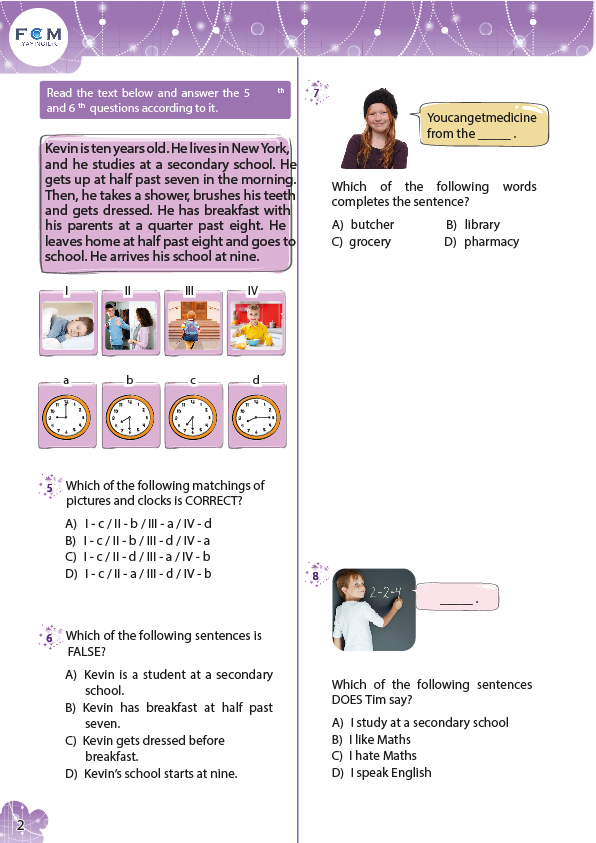 FCM
YAYINCILIK
Read the text below and answer the 5 th
and 6 th questions according to it.
Kevin is ten years old. He lives in New York,
and he studies at a secondary school. He
gets up at half past seven in the morning.
Then, he takes a shower, brushes his teeth
and gets dressed. He has breakfast with
his parents at a quarter past eight. He
leaves home at half past eight and goes to
school. He arrives his school at nine.
I II III IV
a b c d
5 Which of the following matchings of
pictures and clocks is CORRECT?
A) I - c / II - b / III - a / IV - d
B) I - c / II - b / III - d / IV - a
C) I - c / II - d / III - a / IV - b
D) I - c / II - a / III - d / IV - b
6 Which of the following sentences is
FALSE?
A) Kevin is a student at a secondary
school.
B) Kevin has breakfast at half past
seven.
C) Kevin gets dressed before
breakfast.
D) Kevin's school starts at nine.
2
7
Youcangetmedicine
from the _____ .
Which of the following words
completes the sentence?
A) butcher B) library
C) grocery D) pharmacy
8
2-2-4
_____ .
Which of the following sentences
DOES Tim say?
A) I study at a secondary school
B) I like Maths
C) I hate Maths
D) I speak English